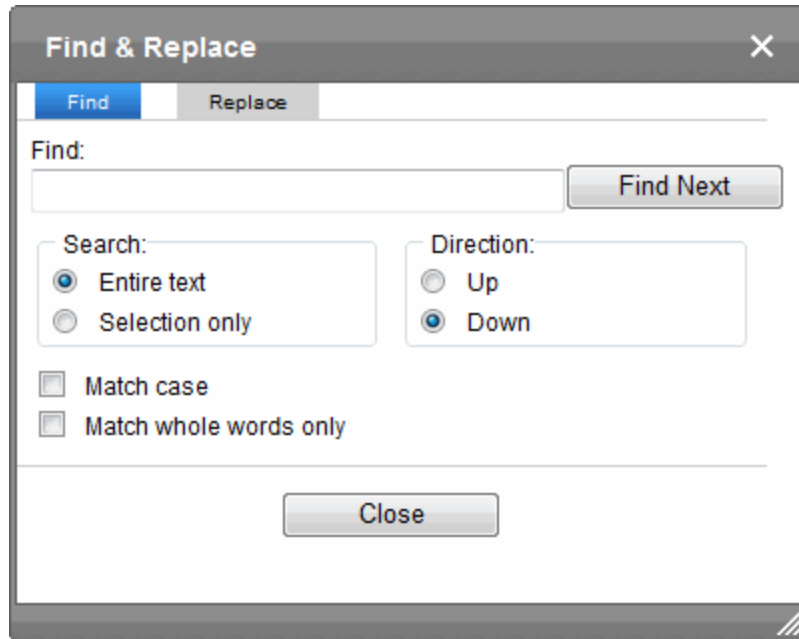 Find & Replace
Find Replace
Find:
Find Next
Search: Direction:
Entire text Up
Selection only Down
Match case
Match whole words only
Close